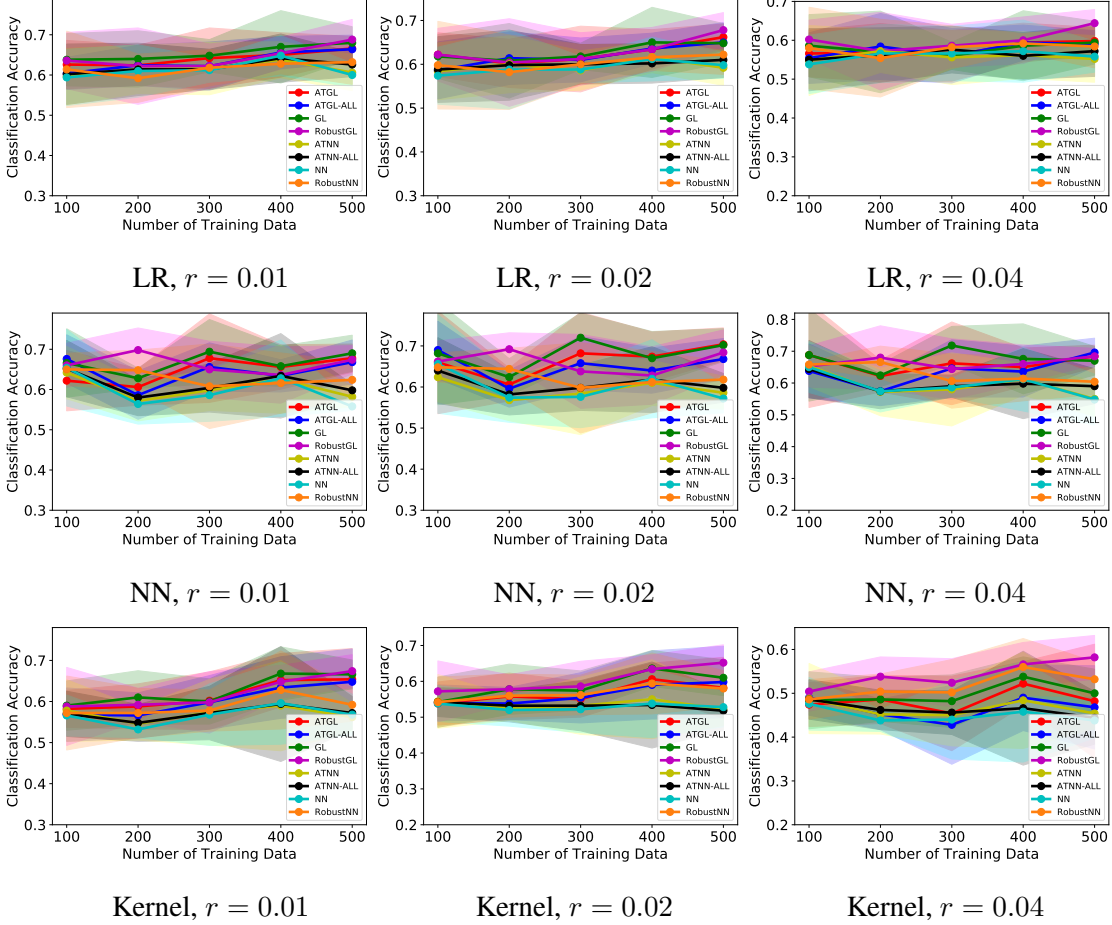 Classification Accuracy
0.7
0.6
0.5
0.4
0.3
100 200 300 400 500
Number of Training Data
ATGL
ATGL-ALL
GL
RobustGL
ATNN
ATNN-ALL
NN
RobustNN
LR, r = 0.01
Classification Accuracy
0.7
0.6
0.5
0.4
0.3
100 200 300 400 500
Number of Training Data
ATGL
ATGL-ALL
GL
RobustGL
ATNN
ATNN-ALL
NN
RobustNN
LR, r = 0.02
Classification Accuracy
0.7
0.6
0.5
0.4
0.3
0.2
100 200 300 400 500
Number of Training Data
ATGL
ATGL-ALL
GL
RobustGL
ATNN
ATNN-ALL
NN
RobustNN
LR, r = 0.04
Classification Accuracy
0.7
0.6
0.5
0.4
0.3
100 200 300 400 500
Number of Training Data
ATGL
ATGL-ALL
GL
RobustGL
ATNN
ATNN-ALL
NN
RobustNN
NN, r = 0.01
Classification Accuracy
0.7
0.6
0.5
0.4
0.3
100 200 300 400 500
Number of Training Data
ATGL
ATGL-ALL
GL
RobustGL
ATNN
ATNN-ALL
NN
RobustNN
NN, r = 0.02
Classification Accuracy
0.8
0.7
0.6
0.5
0.4
0.3
0.2
100 200 300 400 500
Number of Training Data
ATGL
ATGL-ALL
GL
RobustGL
ATNN
ATNN-ALL
NN
RobustNN
NN, r = 0.04
Classification Accuracy
0.7
0.6
0.5
0.4
0.3
100 200 300 400 500
Number of Training Data
ATGL
ATGL-ALL
GL
RobustGL
ATNN
ATNN-ALL
NN
RobustNN
Kernel, r = 0.01
Classification Accuracy
0.7
0.6
0.5
0.4
0.3
0.2
100 200 300 400 500
Number of Training Data
ATGL
ATGL-ALL
GL
RobustGL
ATNN
ATNN-ALL
NN
RobustNN
Kernel, r = 0.02
Classification Accuracy
0.6
0.5
0.4
0.3
0.2
100 200 300 400 500
Number of Training Data
ATGL
ATGL-ALL
GL
RobustGL
ATNN
ATNN-ALL
NN
RobustNN
Kernel, r = 0.04